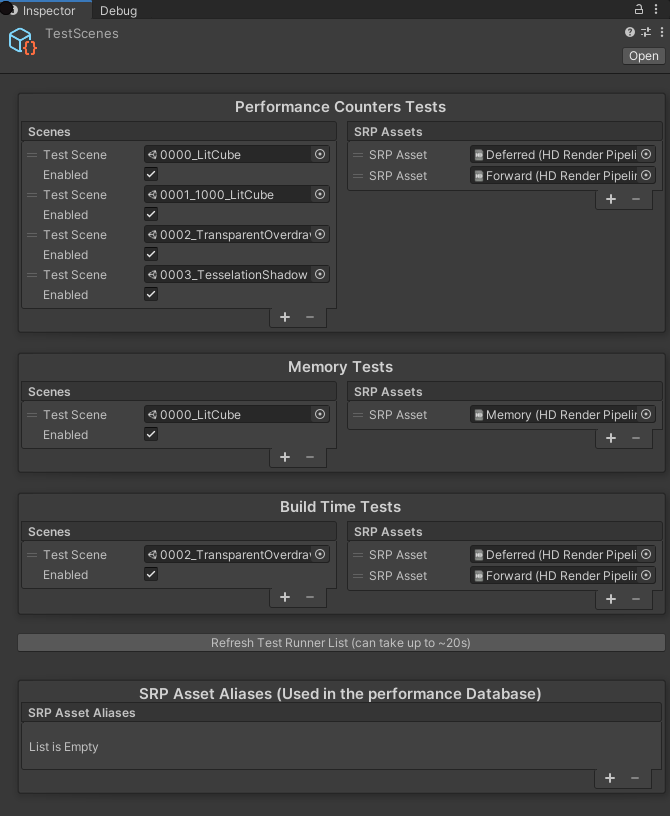 Inspector
Debug
TestScenes
Open
Performance Counters Tests
Scenes
Test Scene 0000_LitCube
Enabled
Test Scene 0001_1000_LitCube
Enabled
Test Scene 0002_TransparentOverdra
Enabled
Test Scene 0003_TesselationShadow
Enabled
SRP Assets
SRP Asset Deferred (HD Render Pipeli
SRP Asset Forward (HD Render Pipelin
Memory Tests
Scenes
Test Scene 0000_LitCube
Enabled
SRP Assets
SRP Asset Memory (HD Render Pipelin
Build Time Tests
Scenes
Test Scene 0002_TransparentOverdra
Enabled
SRP Assets
SRP Asset Deferred (HD Render Pipeli
SRP Asset Forward (HD Render Pipelin
Refresh Test Runner List (can take up to ~20s)
SRP Asset Aliases (Used in the performance Database)
SRP Asset Aliases
List is Empty